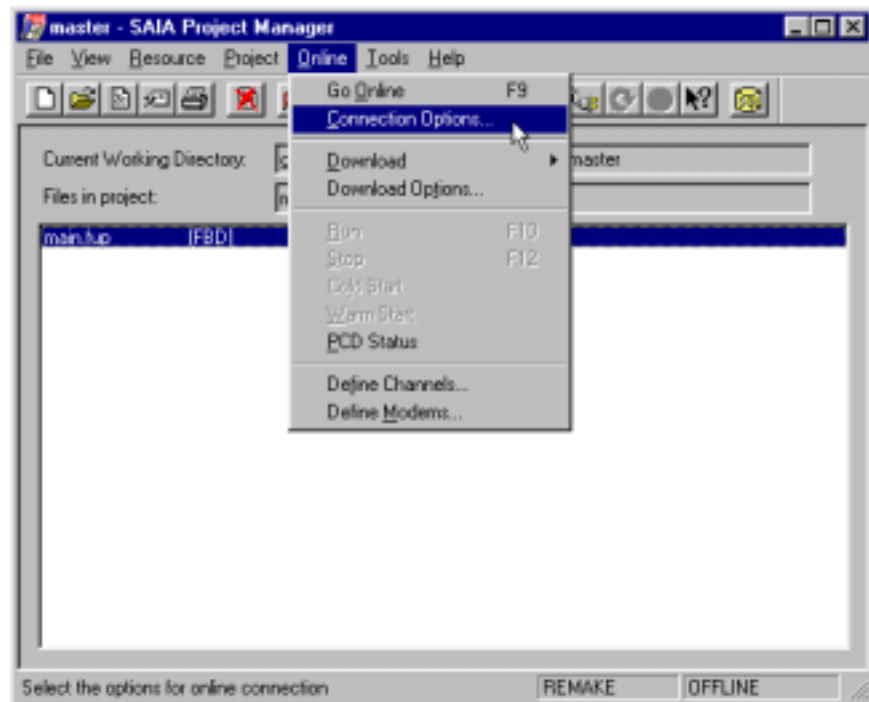 master - SAIA Project Manager
File View Resource Project Online Tools Help
Go Online F9
Connection Options...
Current Working Directory: c master
Download
Files in project:
Download Options...
main.fup (FBD)
Run F10
Stop F12
Cold Start
Warm Start
PCD Status
Define Channels...
Define Modems...
Select the options for online connection REMAKE OFFLINE